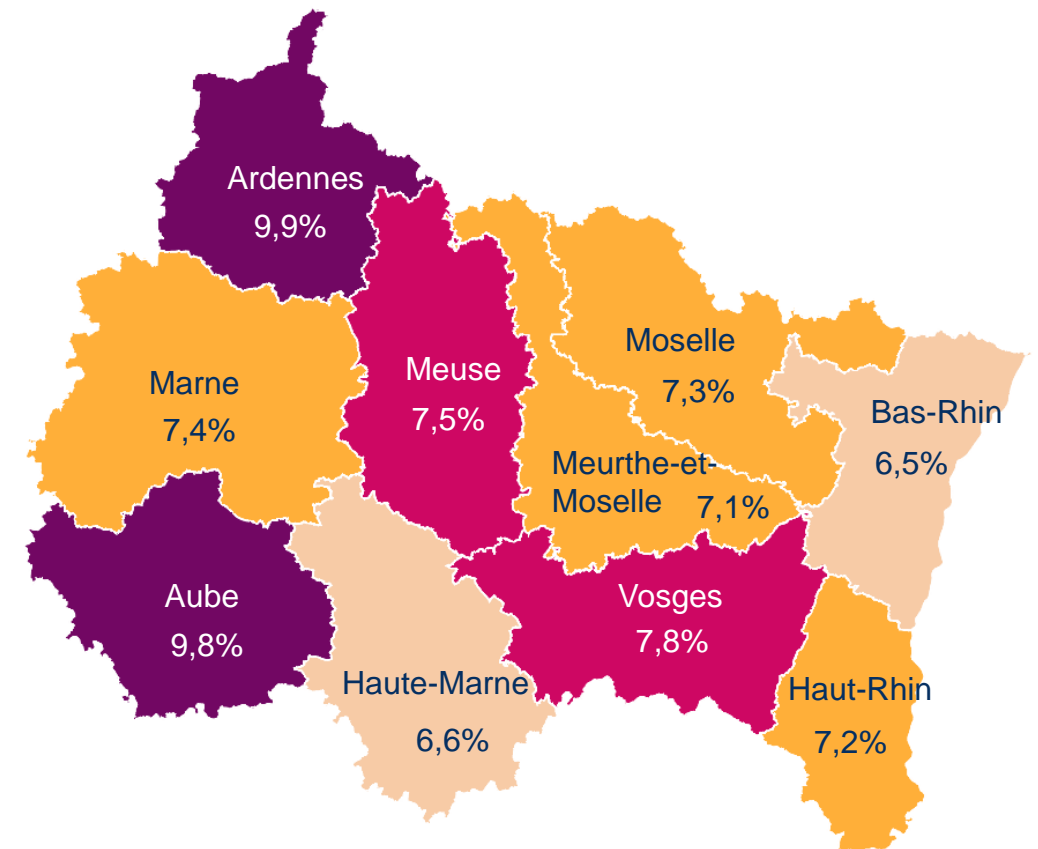 Ardennes
9,9%
Marne
7,4%
Meuse
7,5%
Moselle
7,3%
Bas-Rhin
6,5%
Meurthe-et-
Moselle 7,1%
Aube
9,8%
Vosges
7,8%
Haute-Marne
6,6%
Haut-Rhin
7,2%